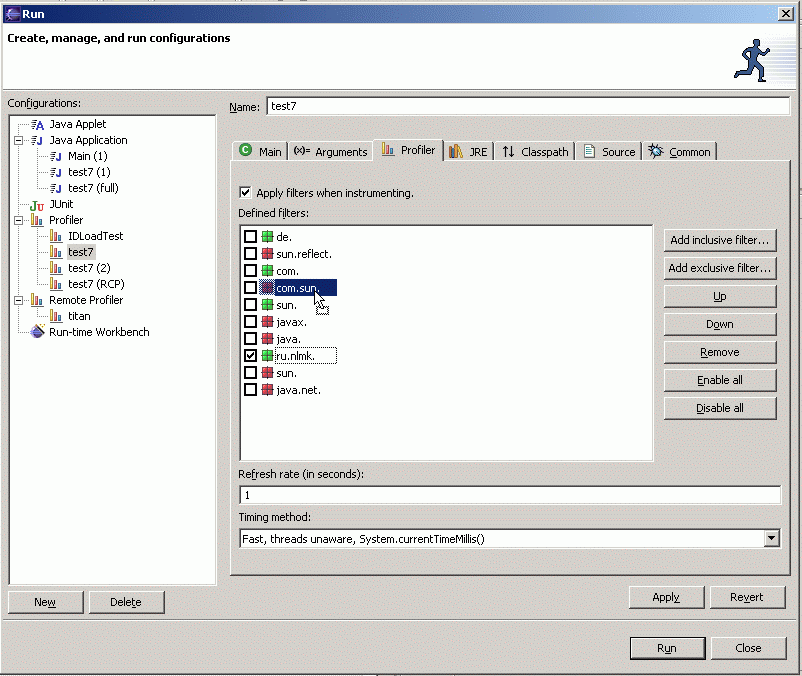 Run
Create, manage, and run configurations
Configurations:
Java Applet
Java Application
Main (1)
test7 (1)
test7 (full)
JUnit
Profiler
IDLoadTest
test7
test7 (2)
test7 (RCP)
Remote Profiler
titan
Run-time Workbench
New Delete
Name: test7
Main (x)= Arguments Profiler JRE Classpath Source Common
Apply filters when instrumenting.
Defined filters:
de.
sun.reflect.
com.
com.sun.
sun.
javax.
java.
ru.nlmk.
sun.
java.net.
Add inclusive filter...
Add exclusive filter...
Up
Down
Remove
Enable all
Disable all
Refresh rate (in seconds):
1
Timing method:
Fast, threads unaware, System.currentTimeMillis()
Apply Revert
Run Close